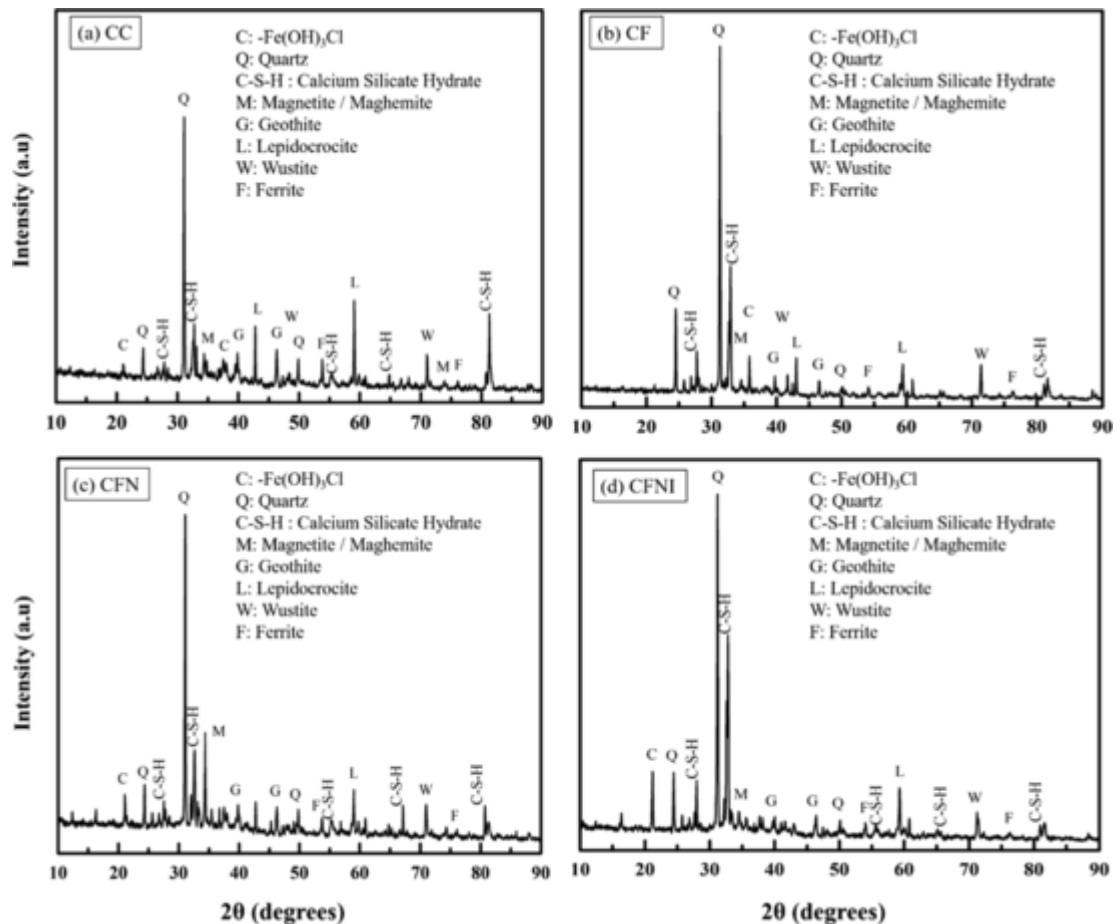 (a) CC
C: -Fe(OH)₃Cl
Q: Quartz
C-S-H : Calcium Silicate Hydrate
M: Magnetite / Maghemite
G: Geothite
L: Lepidocrocite
W: Wustite
F: Ferrite
Q
C Q C-S-H C-S-H M C G L G W Q F C-S-H L C-S-H W M F C-S-H
Intensity (a.u)
10 20 30 40 50 60 70 80 90
(b) CF
C: -Fe(OH)₃Cl
Q: Quartz
C-S-H : Calcium Silicate Hydrate
M: Magnetite / Maghemite
G: Geothite
L: Lepidocrocite
W: Wustite
F: Ferrite
Q
Q C-S-H C-S-H M C G W L G Q F L W F C-S-H
10 20 30 40 50 60 70 80 90
(c) CFN
C: -Fe(OH)₃Cl
Q: Quartz
C-S-H : Calcium Silicate Hydrate
M: Magnetite / Maghemite
G: Geothite
L: Lepidocrocite
W: Wustite
F: Ferrite
Q
C Q C-S-H C-S-H M G G Q F C-S-H L C-S-H W F C-S-H
Intensity (a.u)
10 20 30 40 50 60 70 80 90
2θ (degrees)
(d) CFNI
C: -Fe(OH)₃Cl
Q: Quartz
C-S-H : Calcium Silicate Hydrate
M: Magnetite / Maghemite
G: Geothite
L: Lepidocrocite
W: Wustite
F: Ferrite
Q
C Q C-S-H C-S-H M G G Q F C-S-H L C-S-H W F C-S-H
10 20 30 40 50 60 70 80 90
2θ (degrees)